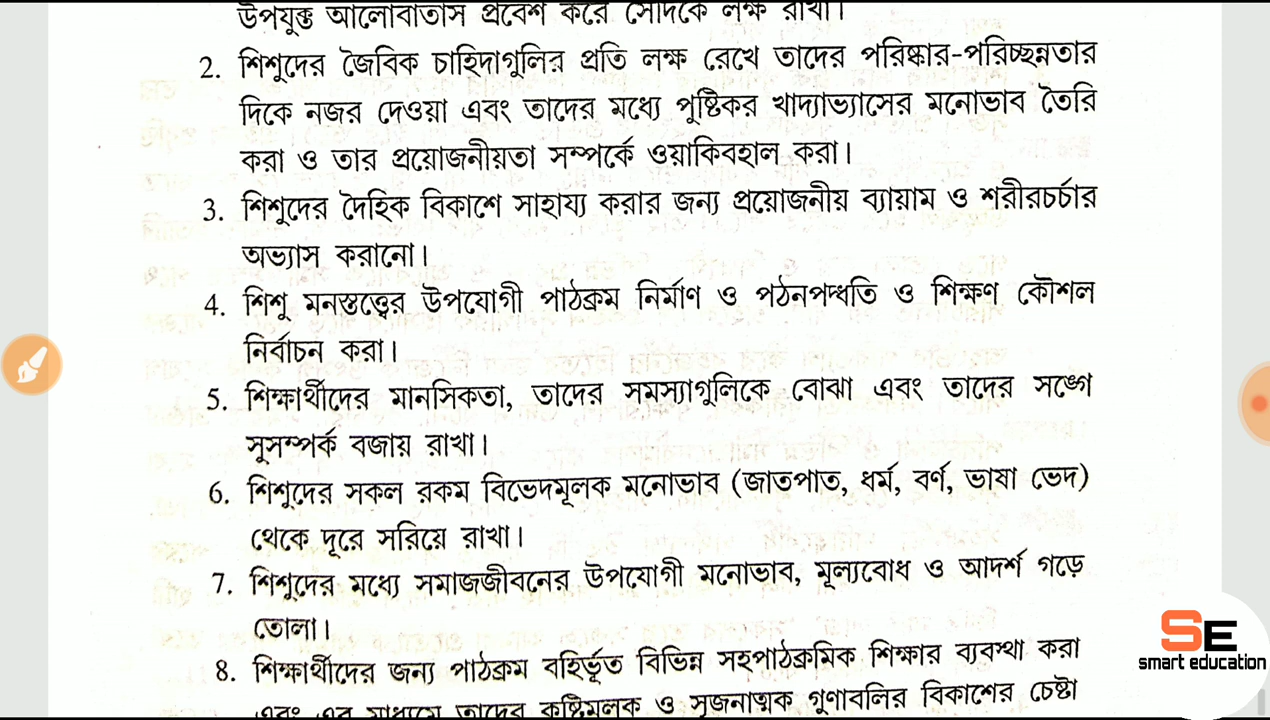 উপযুক্ত আলোবাতাস প্রবেশ করে সেদিকে লক্ষ রাখা।
2. শিশুদের জৈবিক চাহিদাগুলির প্রতি লক্ষ রেখে তাদের পরিষ্কার-পরিচ্ছন্নতার
দিকে নজর দেওয়া এবং তাদের মধ্যে পুষ্টিকর খাদ্যাভ্যাসের মনোভাব তৈরি
করা ও তার প্রয়োজনীয়তা সম্পর্কে ওয়াকিবহাল করা।
3. শিশুদের দৈহিক বিকাশে সাহায্য করার জন্য প্রয়োজনীয় ব্যায়াম ও শরীরচর্চার
অভ্যাস করানো।
4. শিশু মনস্তত্ত্বের উপযোগী পাঠক্রম নির্মাণ ও পঠনপদ্ধতি ও শিক্ষণ কৌশল
নির্বাচন করা।
5. শিক্ষার্থীদের মানসিকতা, তাদের সমস্যাগুলিকে বোঝা এবং তাদের সঙ্গে
সুসম্পর্ক বজায় রাখা।
6. শিশুদের সকল রকম বিভেদমূলক মনোভাব (জাতপাত, ধর্ম, বর্ণ, ভাষা ভেদ)
থেকে দূরে সরিয়ে রাখা।
7. শিশুদের মধ্যে সমাজজীবনের উপযোগী মনোভাব, মূল্যবোধ ও আদর্শ গড়ে
তোলা।
8. শিক্ষার্থীদের জন্য পাঠক্রম বহির্ভূত বিভিন্ন সহপাঠক্রমিক শিক্ষার ব্যবস্থা করা
এবং এর মাধ্যমে তাদের কৃষ্টিমূলক ও সৃজনাত্মক গুণাবলির বিকাশের চেষ্টা
SE
smart education